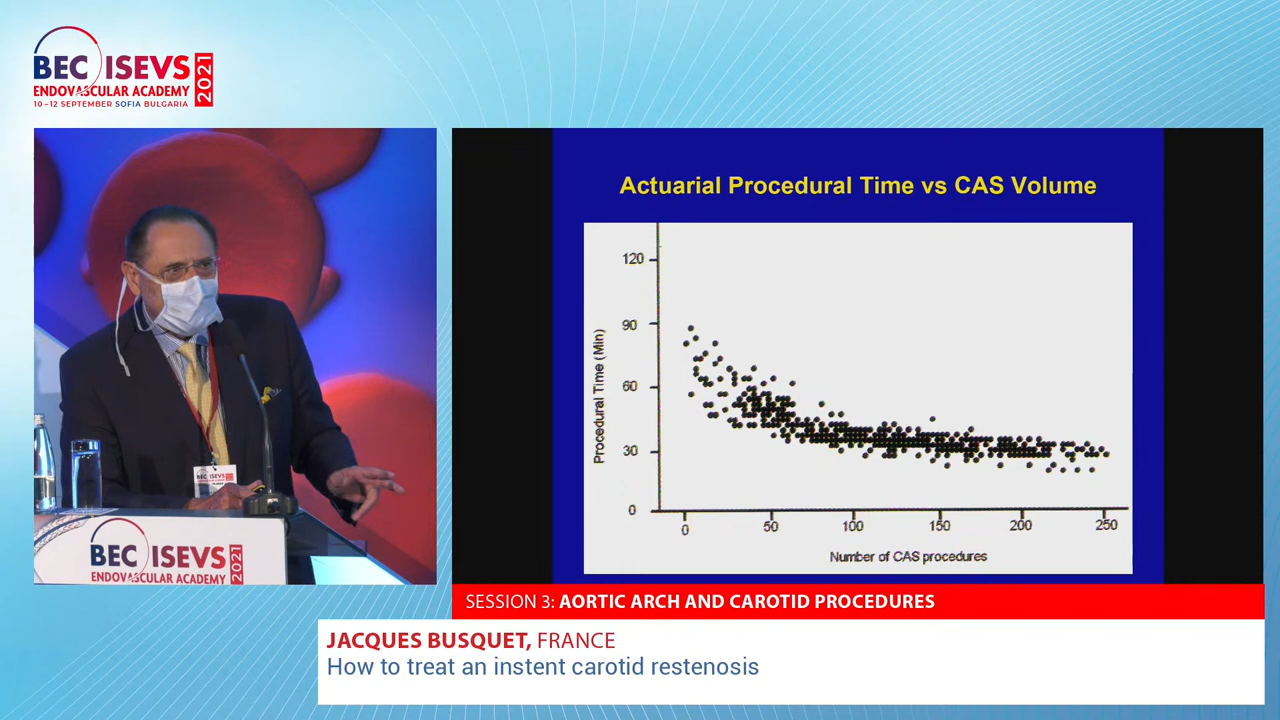 BEC ISEVS
ENDOVASCULAR ACADEMY
2021
10 – 12 SEPTEMBER SOFIA BULGARIA
BEC ISEVS
ENDOVASCULAR ACADEMY
2021
Actuarial Procedural Time vs CAS Volume
120
90
60
30
0
Procedural Time (Min)
0 50 100 150 200 250
Number of CAS procedures
SESSION 3: AORTIC ARCH AND CAROTID PROCEDURES
JACQUES BUSQUET, FRANCE
How to treat an instent carotid restenosis